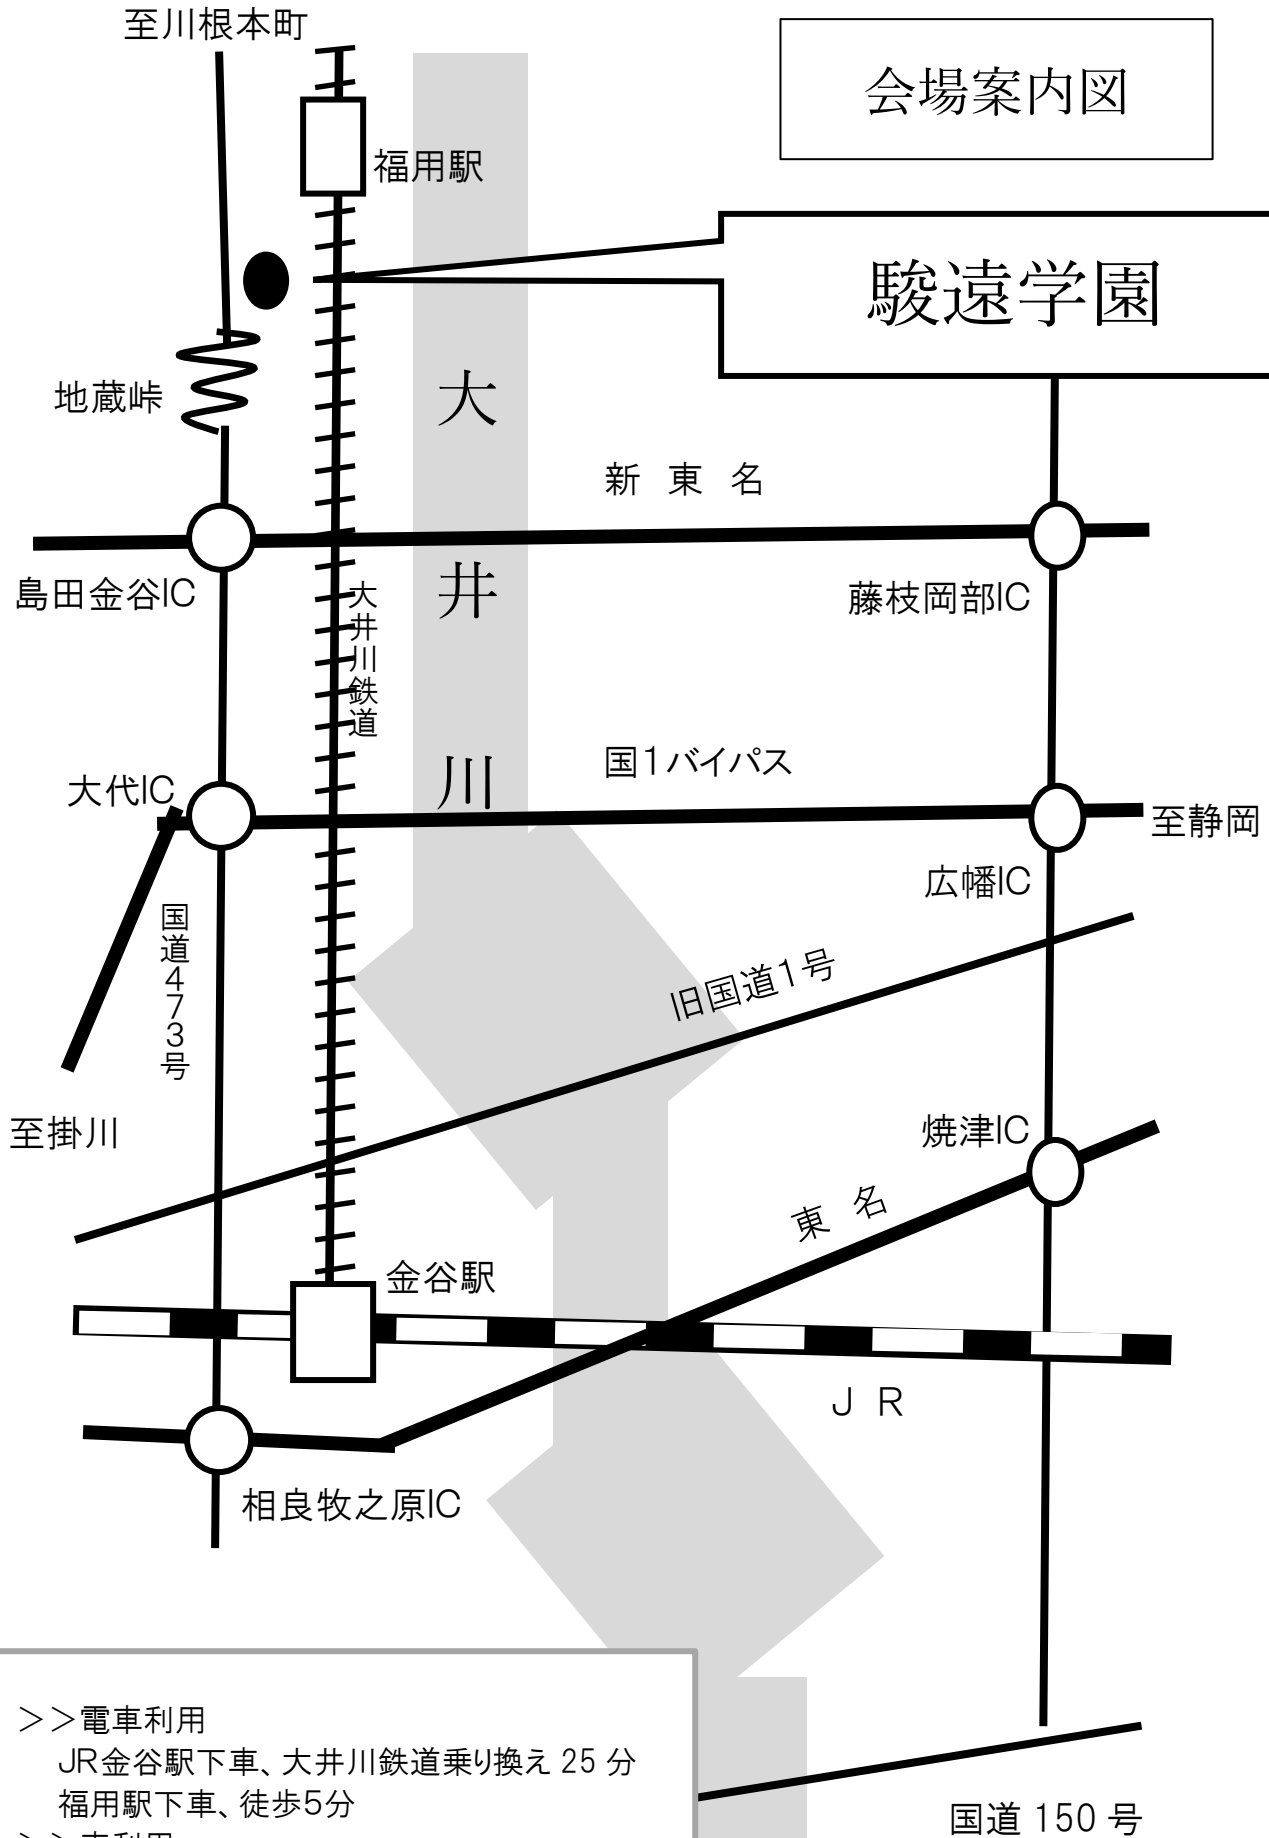 至川根本町
会場案内図
福用駅
駿遠学園
地蔵峠
大井川
新 東 名
島田金谷IC
藤枝岡部IC
大井川鉄道
国1バイパス
大代IC
至静岡
広幡IC
国道473号
旧国道1号
至掛川
焼津IC
東 名
金谷駅
J R
相良牧之原IC
>>電車利用
JR金谷駅下車、大井川鉄道乗り換え 25 分
福用駅下車、徒歩5分
国道 150 号